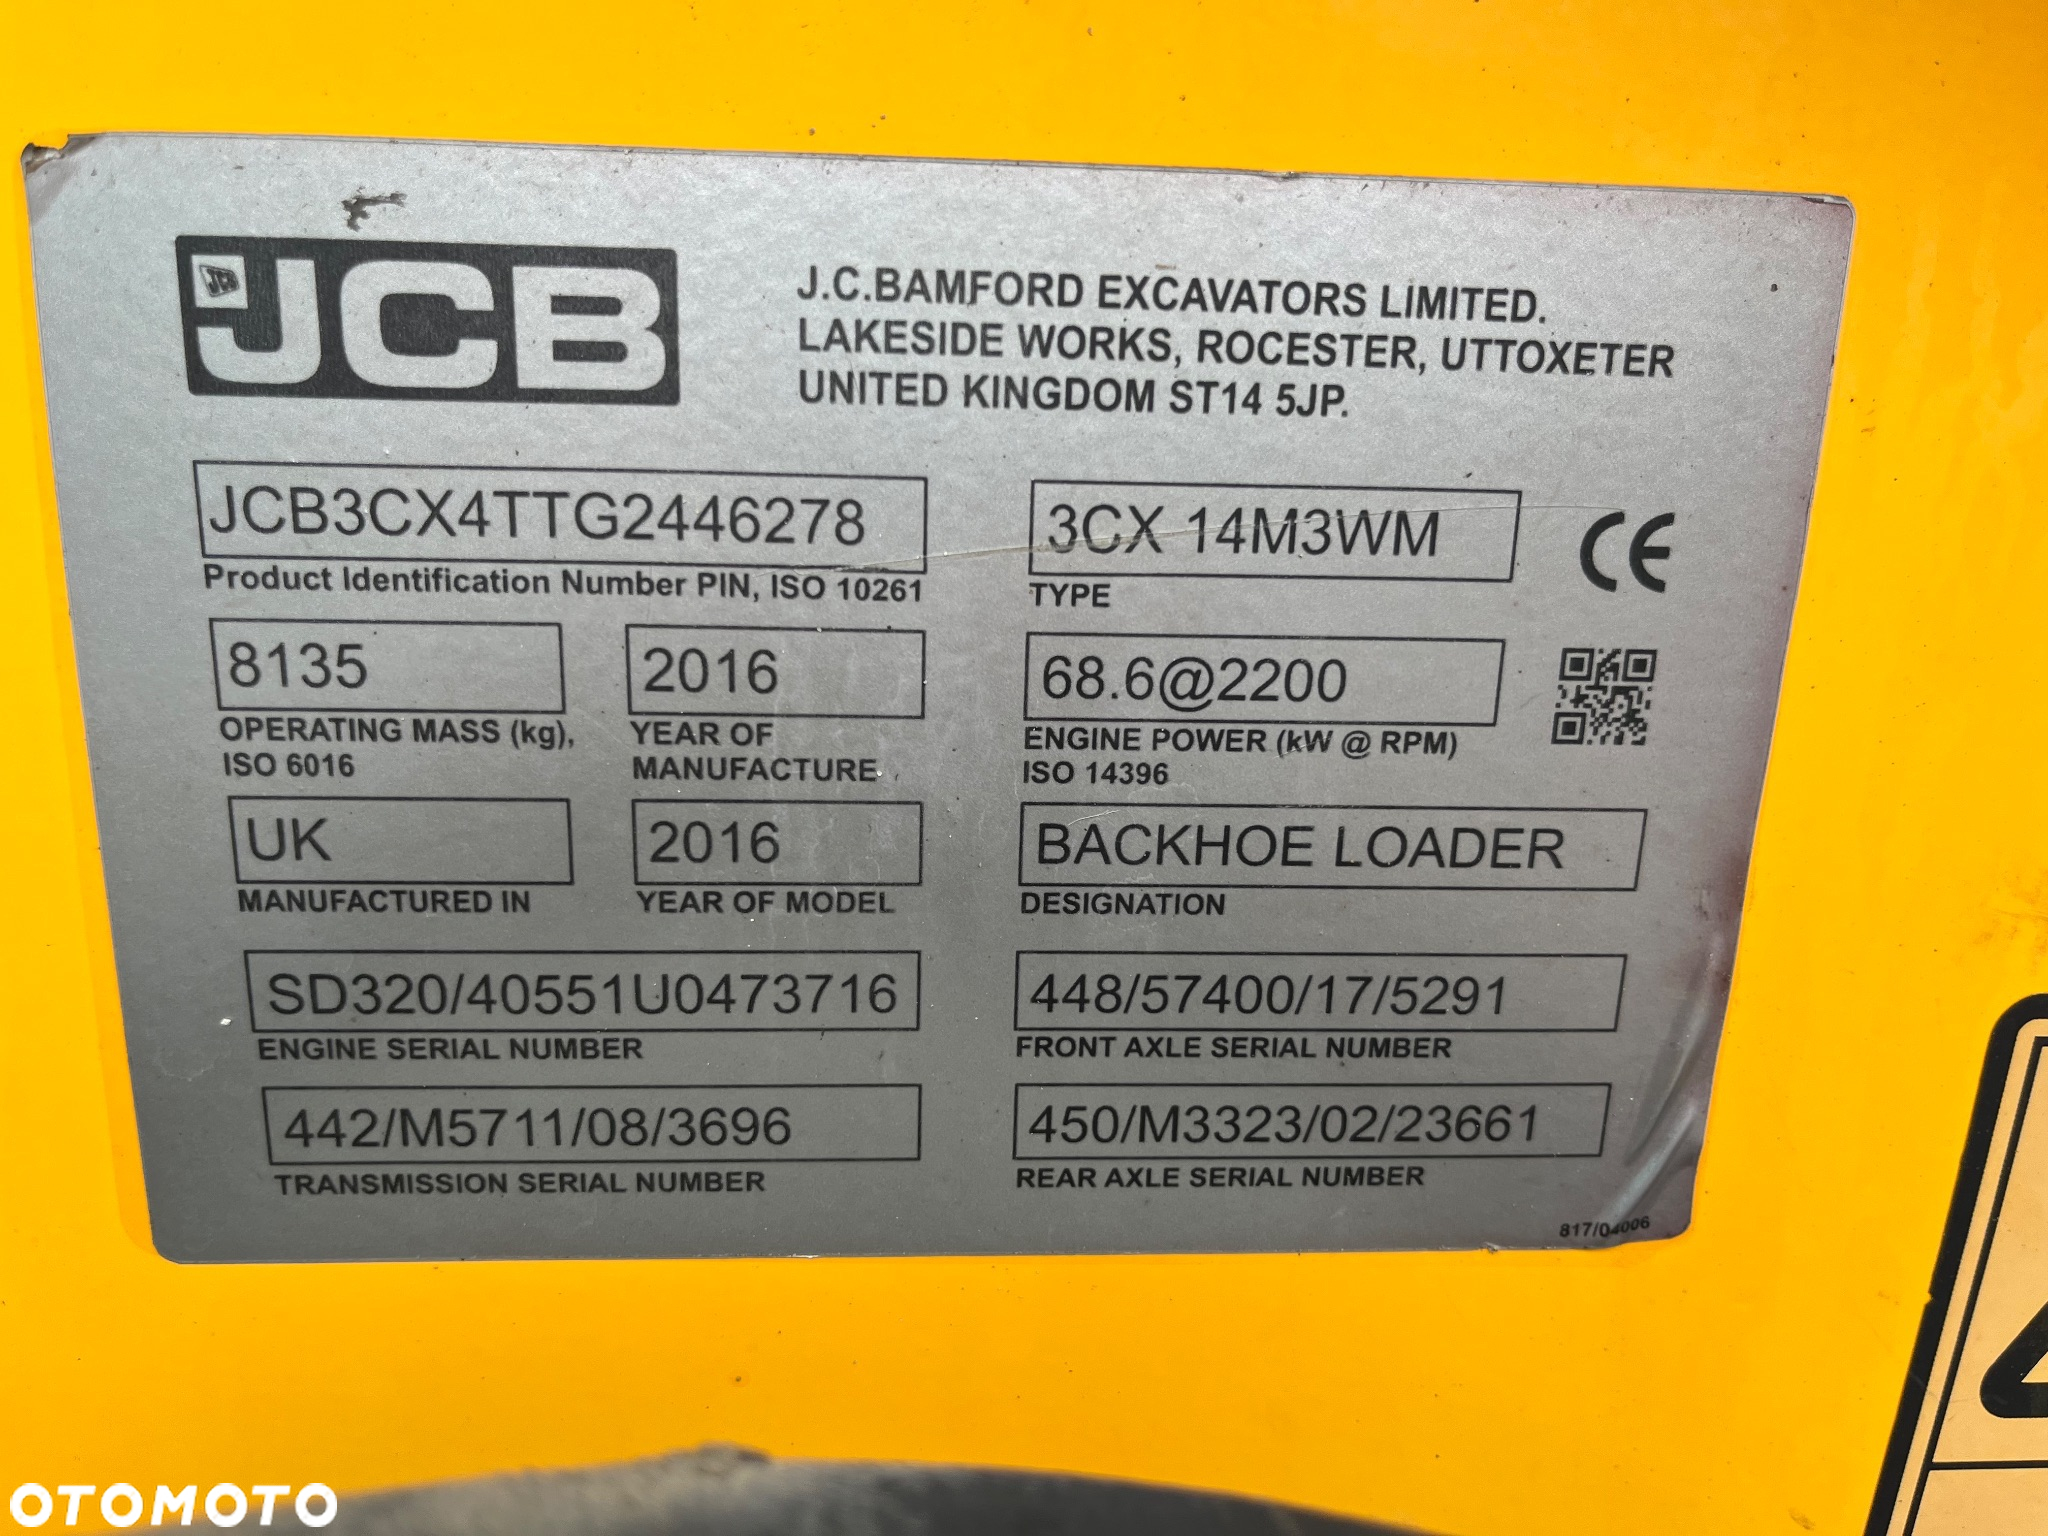 JCB
J.C.BAMFORD EXCAVATORS LIMITED.
LAKESIDE WORKS, ROCESTER, UTTOXETER
UNITED KINGDOM ST14 5JP.
JCB3CX4TTG2446278
Product Identification Number PIN, ISO 10261
3CX 14M3WM
TYPE
CE
8135
OPERATING MASS (kg),
ISO 6016
2016
YEAR OF
MANUFACTURE
68.6@2200
ENGINE POWER (kW @ RPM)
ISO 14396
UK
MANUFACTURED IN
2016
YEAR OF MODEL
BACKHOE LOADER
DESIGNATION
SD320/40551U0473716
ENGINE SERIAL NUMBER
448/57400/17/5291
FRONT AXLE SERIAL NUMBER
442/M5711/08/3696
TRANSMISSION SERIAL NUMBER
450/M3323/02/23661
REAR AXLE SERIAL NUMBER
817/04006
OTOMOTO